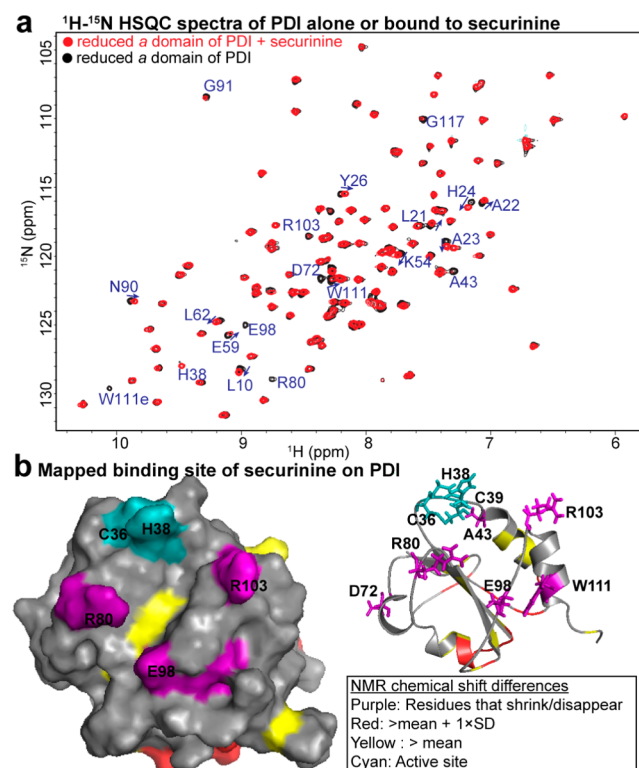 a ¹H-¹⁵N HSQC spectra of PDI alone or bound to securinine
reduced a domain of PDI + securinine
reduced a domain of PDI
105
110
115
120
125
130
¹⁵N (ppm)
G91
G117
Y26
H24
L21
A22
R103
A23
D72
K54
A43
W111
N90
L62
E98
E59
H38
L10
R80
W111e
10
9
8
7
6
¹H (ppm)
b Mapped binding site of securinine on PDI
C36
H38
R80
R103
E98
H38
C39
C36
A43
R103
R80
D72
E98
W111
NMR chemical shift differences
Purple: Residues that shrink/disappear
Red: >mean + 1×SD
Yellow : > mean
Cyan: Active site